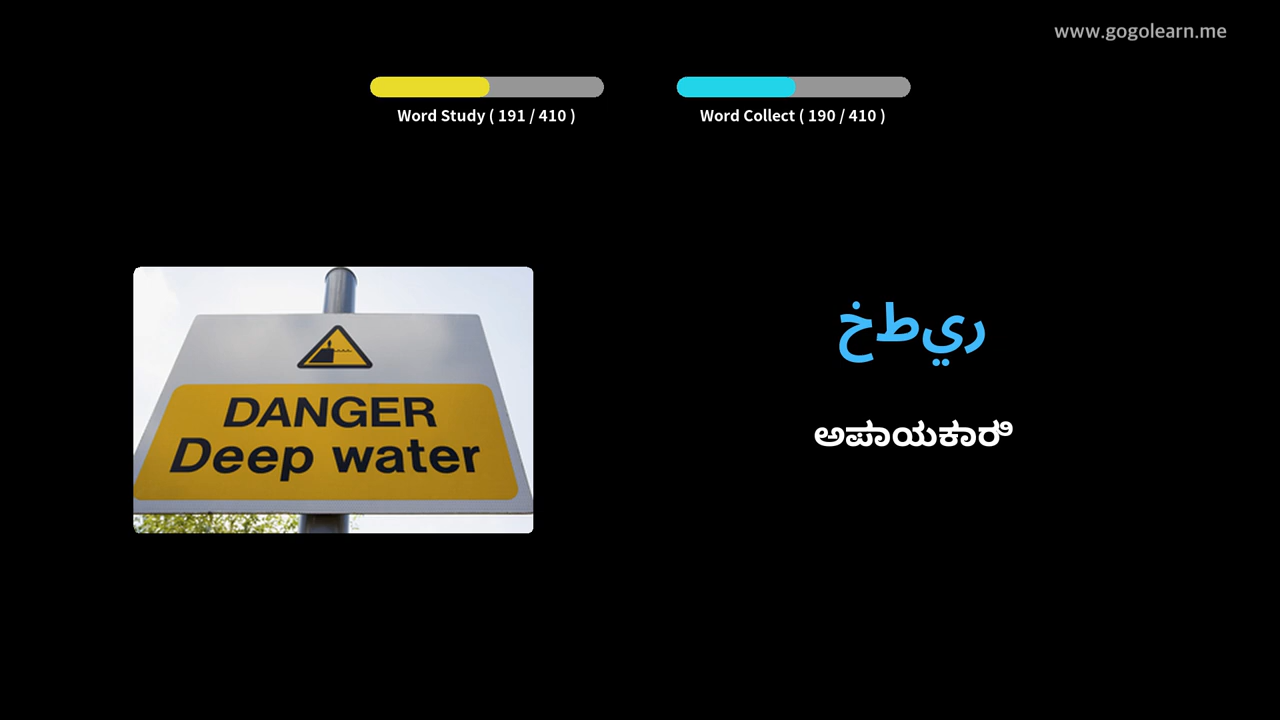 www.gogolearn.me
Word Study ( 191 / 410 )
Word Collect ( 190 / 410 )
DANGER
Deep water
خطير
ಅಪಾಯಕಾರಿ